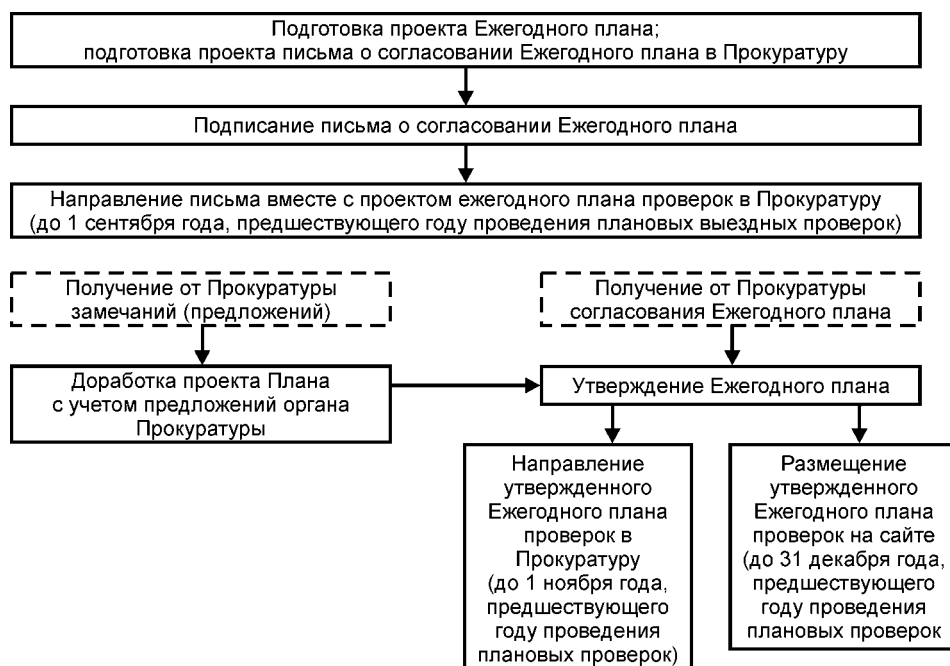 Подготовка проекта Ежегодного плана;
подготовка проекта письма о согласовании Ежегодного плана в Прокуратуру
Подписание письма о согласовании Ежегодного плана
Направление письма вместе с проектом ежегодного плана проверок в Прокуратуру
(до 1 сентября года, предшествующего году проведения плановых выездных проверок)
Получение от Прокуратуры
замечаний (предложений)
Получение от Прокуратуры
согласования Ежегодного плана
Доработка проекта Плана
с учетом предложений органа
Прокуратуры
Утверждение Ежегодного плана
Направление
утвержденного
Ежегодного плана
проверок в
Прокуратуру
(до 1 ноября года,
предшествующего
году проведения
плановых проверок)
Размещение
утвержденного
Ежегодного плана
проверок на сайте
(до 31 декабря года,
предшествующего
году проведения
плановых проверок